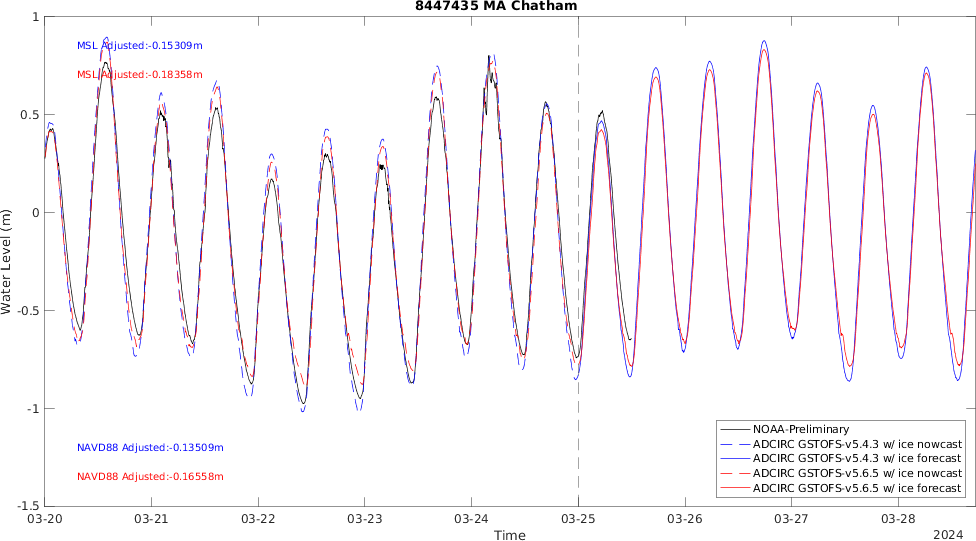 8447435 MA Chatham
MSL Adjusted:-0.15309m
MSL Adjusted:-0.18358m
Water Level (m)
1
0.5
0
-0.5
-1
-1.5
NAVD88 Adjusted:-0.13509m
NAVD88 Adjusted:-0.16558m
NOAA-Preliminary
ADCIRC GSTOFS-v5.4.3 w/ ice nowcast
ADCIRC GSTOFS-v5.4.3 w/ ice forecast
ADCIRC GSTOFS-v5.6.5 w/ ice nowcast
ADCIRC GSTOFS-v5.6.5 w/ ice forecast
03-20 03-21 03-22 03-23 03-24 03-25 03-26 03-27 03-28
Time
2024